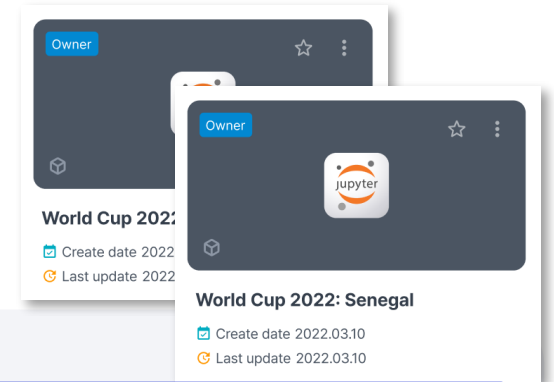 Owner
World Cup 2022
Create date 2022
Last update 2022
Owner
jupyter
World Cup 2022: Senegal
Create date 2022.03.10
Last update 2022.03.10